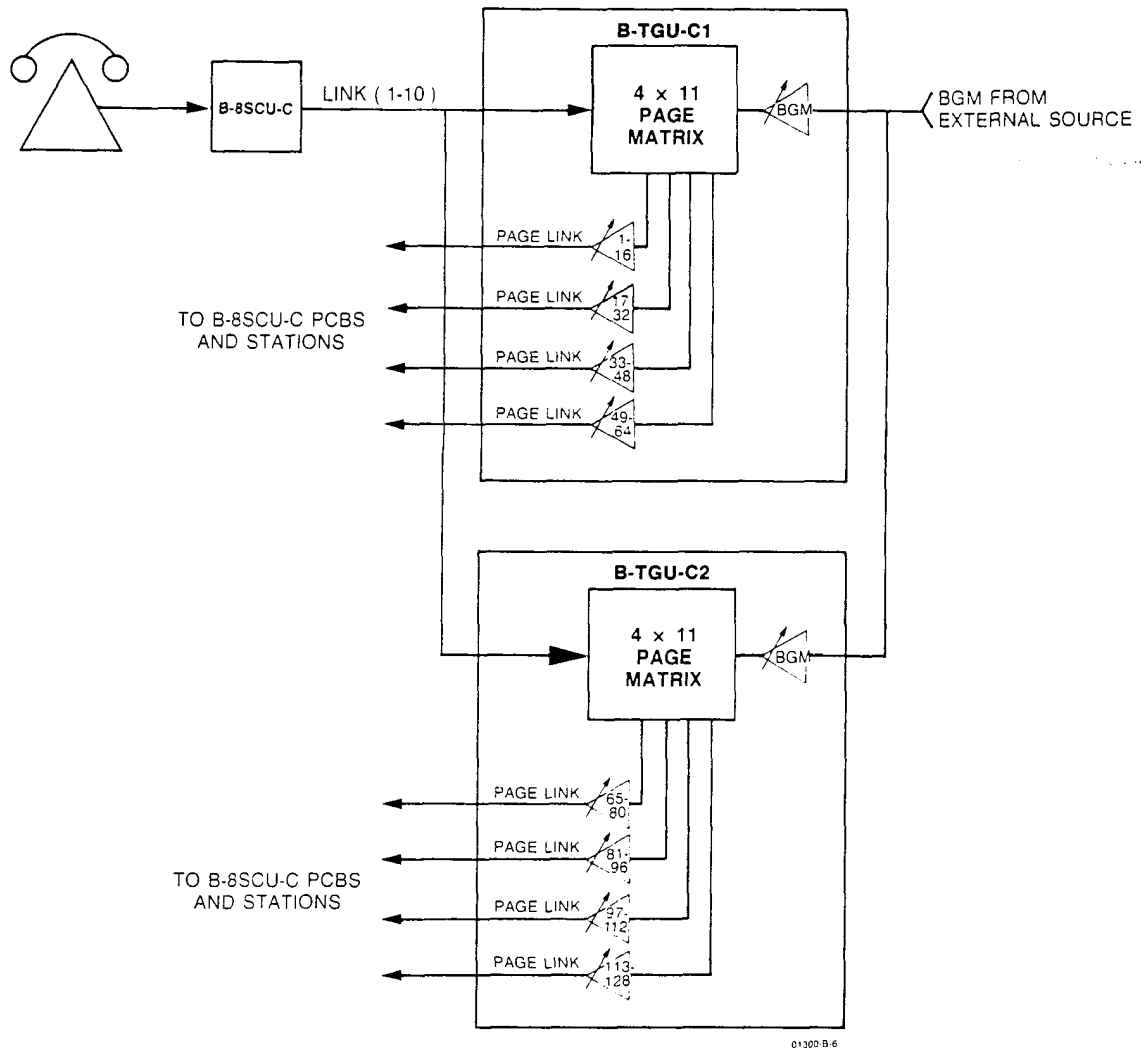 B-TGU-C1
B-8SCU-C
LINK ( 1-10 )
4 x 11
PAGE
MATRIX
BGM
BGM FROM
EXTERNAL SOURCE
PAGE LINK
1-
16
PAGE LINK
17
32
TO B-8SCU-C PCBS
AND STATIONS
PAGE LINK
33-
48
PAGE LINK
49-
64
B-TGU-C2
4 x 11
PAGE
MATRIX
BGM
PAGE LINK
65-
80
PAGE LINK
81-
96
TO B-8SCU-C PCBS
AND STATIONS
PAGE LINK
97-
112
PAGE LINK
113-
128
01300-B-6